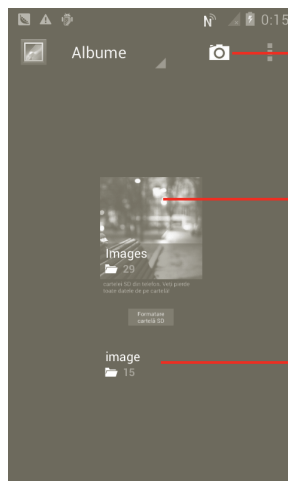 N 0:15
Albume
Images
29
cartelei SD din telefon. Veți pierde
toate datele de pe cartelă!
Formatare
cartelă SD
image
15